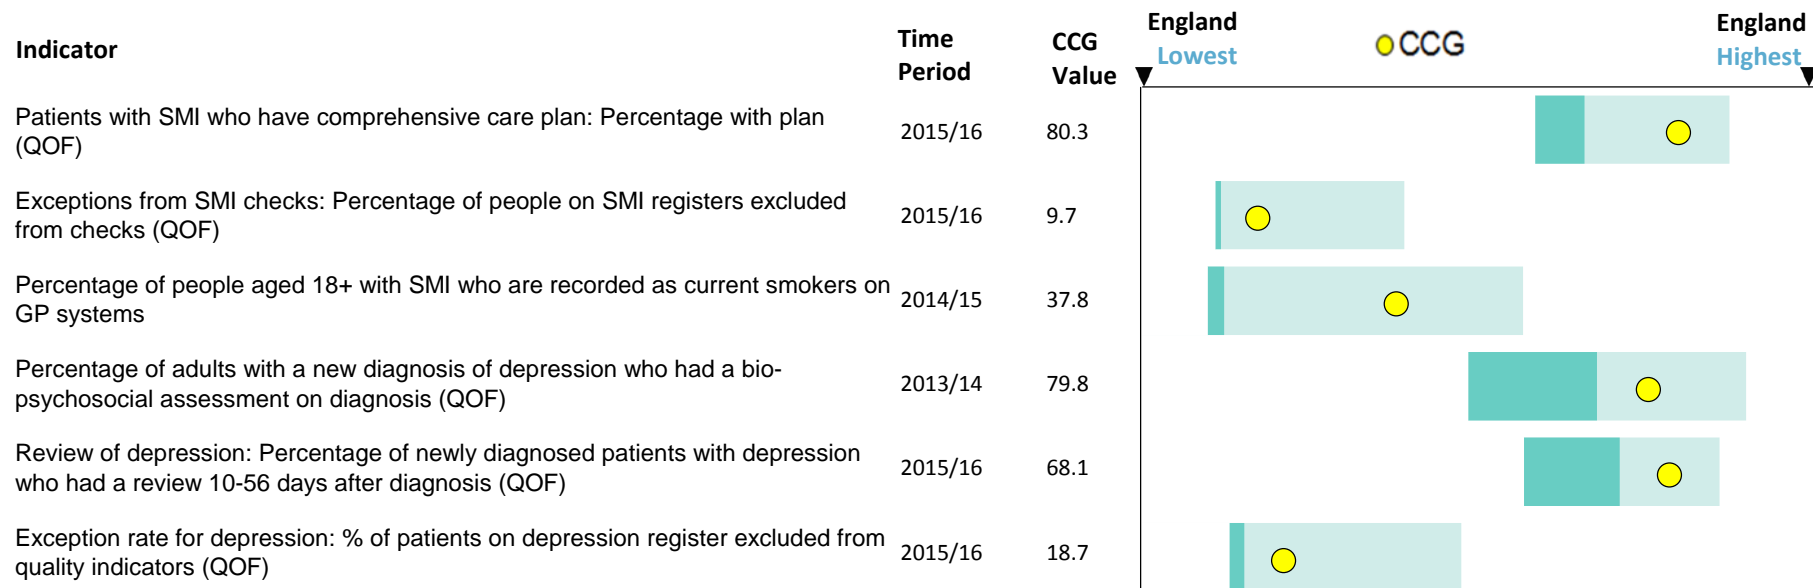 Indicator
Time
Period
CCG
Value
England
Lowest
CCG
England
Highest
Patients with SMI who have comprehensive care plan: Percentage with plan
(QOF)
2015/16
80.3
Exceptions from SMI checks: Percentage of people on SMI registers excluded
from checks (QOF)
2015/16
9.7
Percentage of people aged 18+ with SMI who are recorded as current smokers on
GP systems
2014/15
37.8
Percentage of adults with a new diagnosis of depression who had a bio-
psychosocial assessment on diagnosis (QOF)
2013/14
79.8
Review of depression: Percentage of newly diagnosed patients with depression
who had a review 10-56 days after diagnosis (QOF)
2015/16
68.1
Exception rate for depression: % of patients on depression register excluded from
quality indicators (QOF)
2015/16
18.7